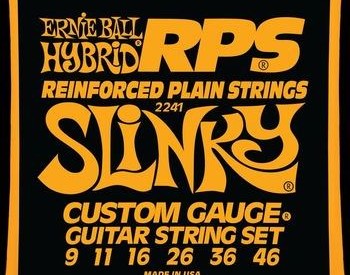 ERNIE BALL
HYBRID® RPS®
REINFORCED PLAIN STRINGS
2241
SLINKY®
CUSTOM GAUGE®
GUITAR STRING SET
9 11 16 26 36 46
MADE IN USA